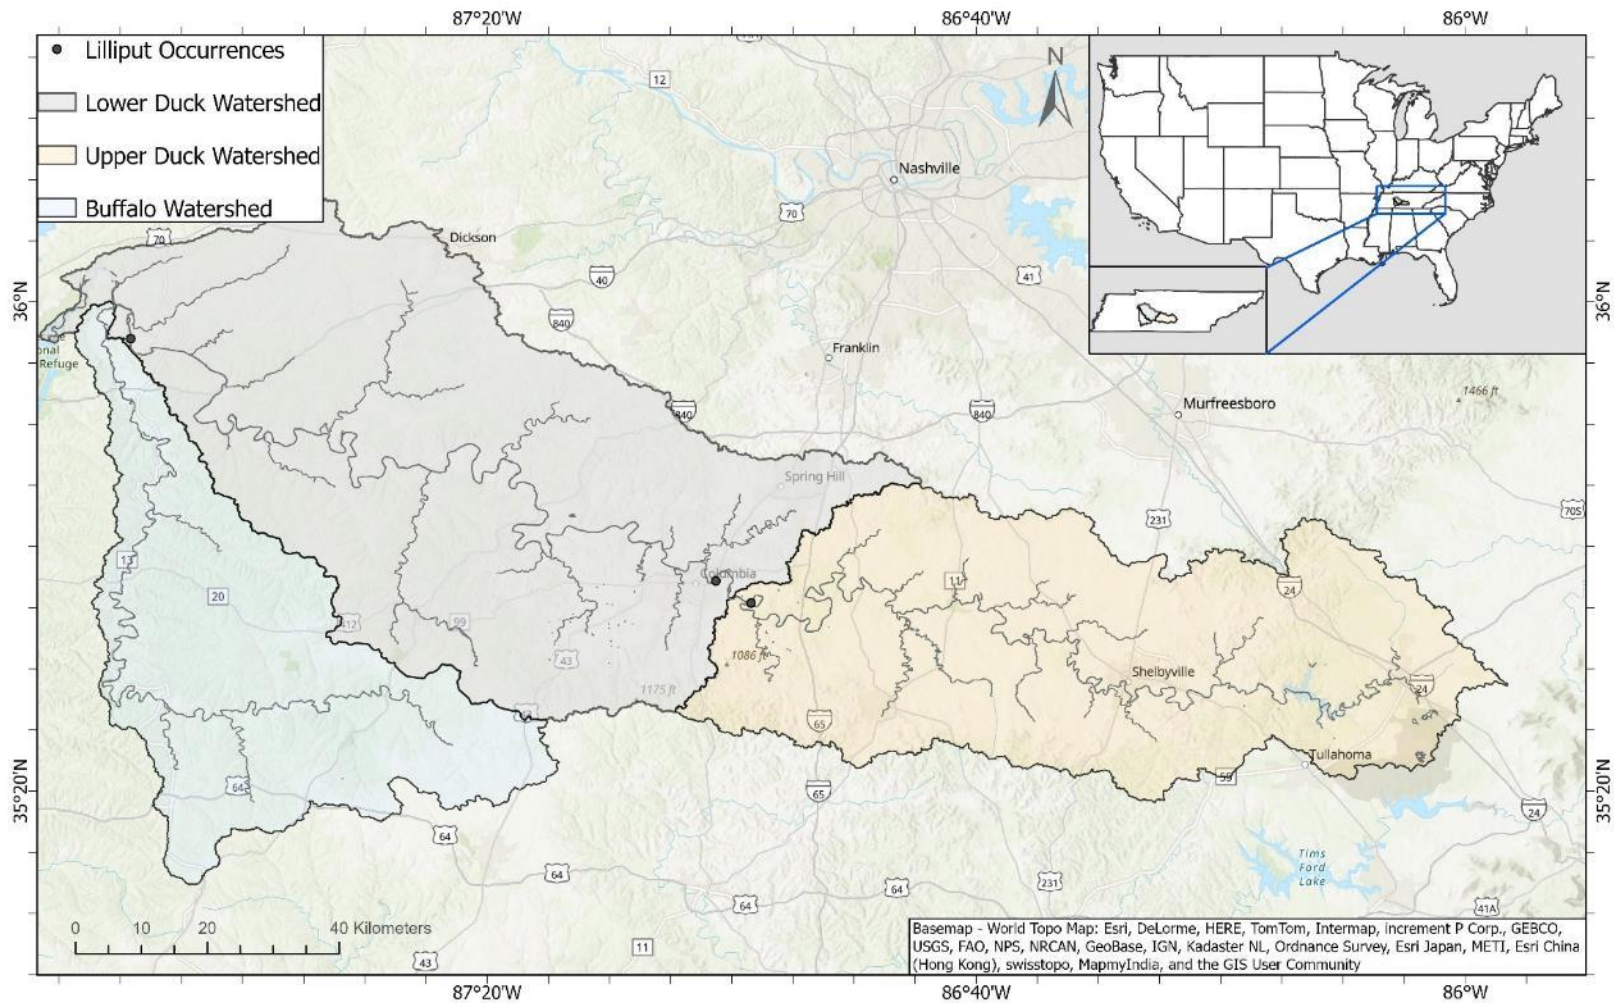 87°20'W
86°40'W
86°W
Lilliput Occurrences
Lower Duck Watershed
Upper Duck Watershed
Buffalo Watershed
N
12
Nashville
70
70
Dickson
40
41
36°N
36°N
840
Franklin
onal
Refuge
840
840
Murfreesboro
1466 ft
Spring Hill
231
70S
13
Columbia
11
24
20
412
99
43
1086 ft
Shelbyville
1175 ft
24
65
Tullahoma
64
55
35°20'N
35°20'N
65
24
64
64
64
231
Tims
Ford
Lake
64
41A
0 10 20 40 Kilometers
43
11
Basemap - World Topo Map: Esri, DeLorme, HERE, TomTom, Intermap, increment P Corp., GEBCO,
USGS, FAO, NPS, NRCAN, GeoBase, IGN, Kadaster NL, Ordnance Survey, Esri Japan, METI, Esri China
(Hong Kong), swisstopo, MapmyIndia, and the GIS User Community
87°20'W
86°40'W
86°W